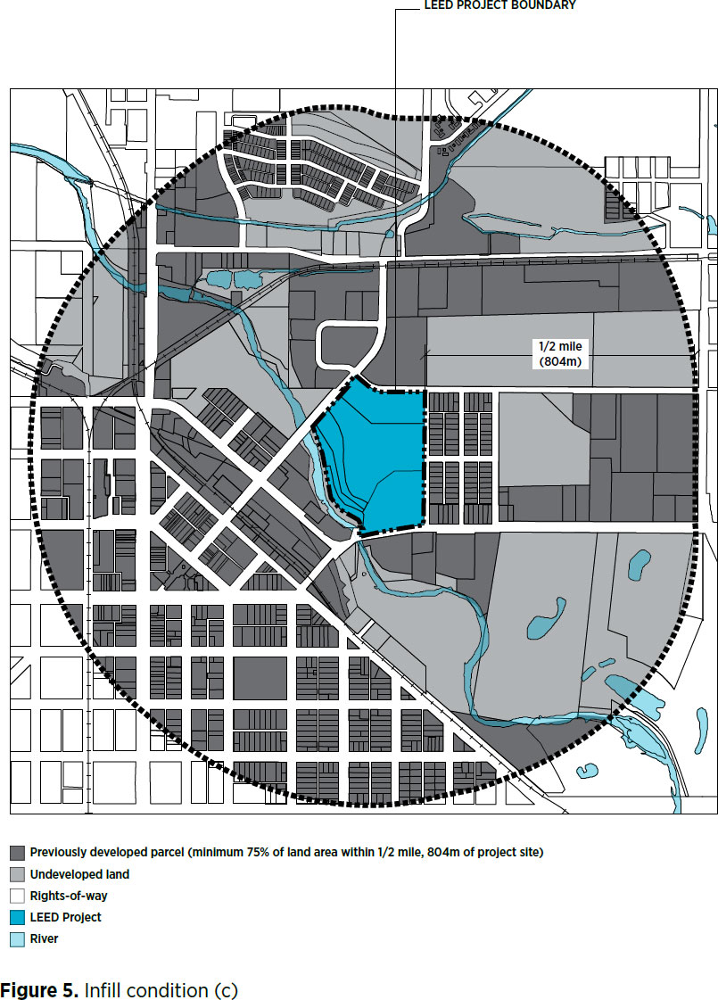 LEED PROJECT BOUNDARY
1/2 mile
(804m)
Previously developed parcel (minimum 75% of land area within 1/2 mile, 804m of project site)
Undeveloped land
Rights-of-way
LEED Project
River
Figure 5. Infill condition (c)